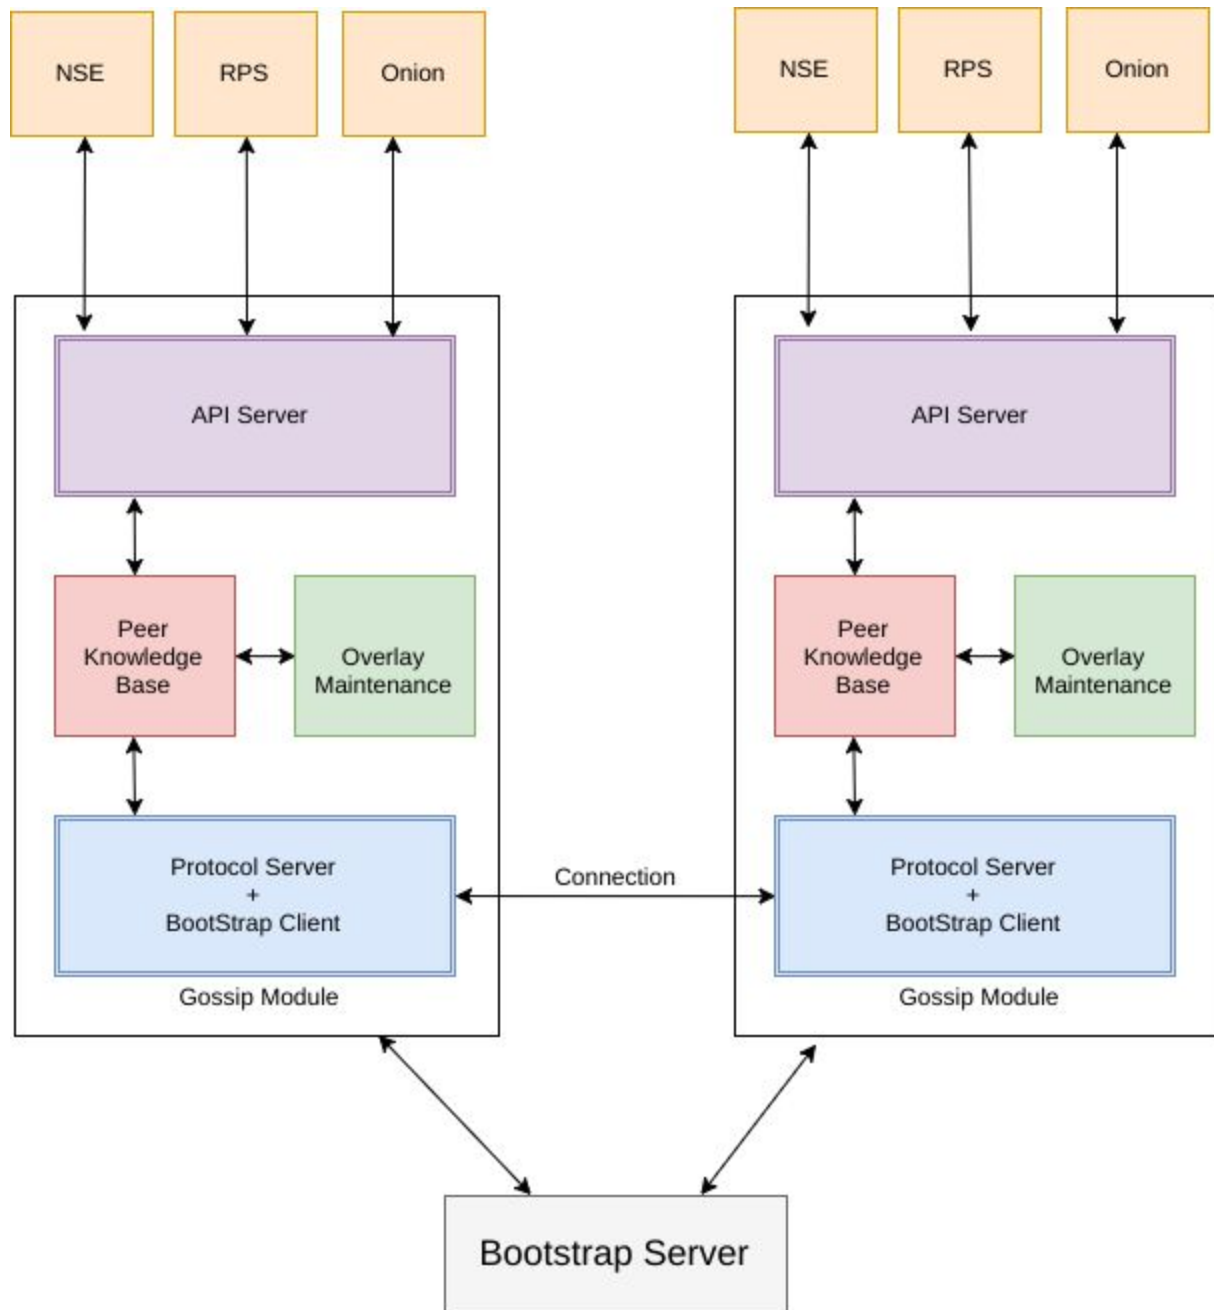 NSE
RPS
Onion
NSE
RPS
Onion
API Server
API Server
Peer
Knowledge
Base
Overlay
Maintenance
Peer
Knowledge
Base
Overlay
Maintenance
Protocol Server
+
BootStrap Client
Connection
Protocol Server
+
BootStrap Client
Gossip Module
Gossip Module
Bootstrap Server